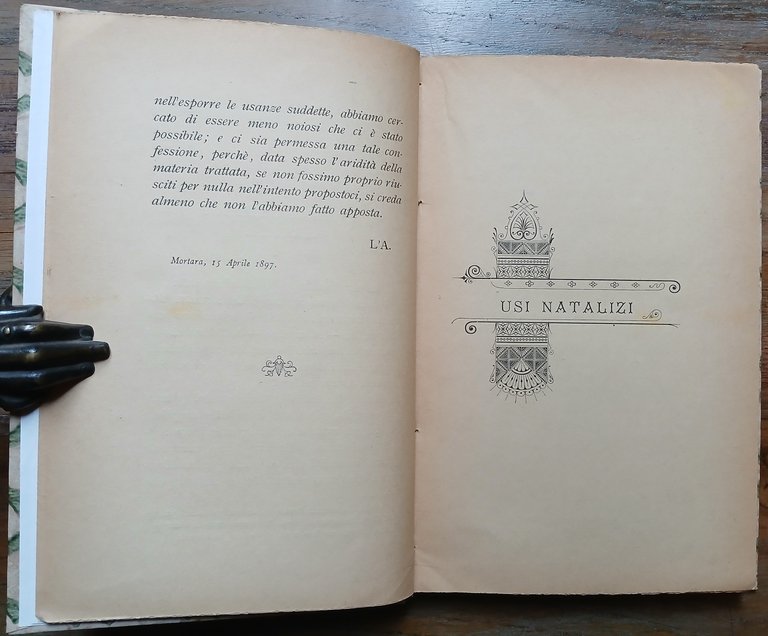 nell'esporre le usanze suddette, abbiamo cer-
cato di essere meno noiosi che ci è stato
possibile; e ci sia permessa una tale con-
fessione, perchè, data spesso l'aridità della
materia trattata, se non fossimo proprio riu-
sciti per nulla nell'intento propostoci, si creda
almeno che non l'abbiamo fatto apposta.
L'A.
Mortara, 15 Aprile 1897.
USI NATALIZI